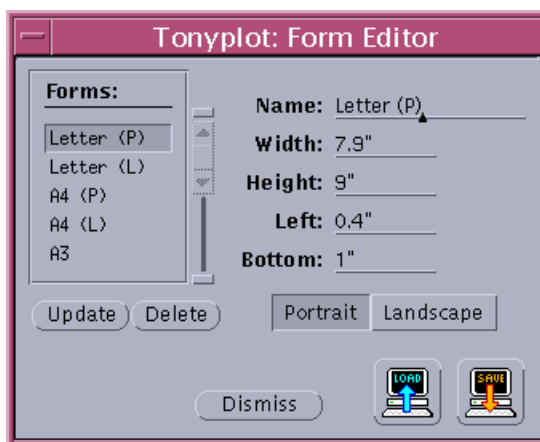 Tonyplot: Form Editor
Forms:
Letter (P)
Letter (L)
A4 (P)
A4 (L)
A3
Name: Letter (P)
Width: 7.9"
Height: 9"
Left: 0.4"
Bottom: 1"
Update Delete
Portrait Landscape
LOAD SAVE
Dismiss